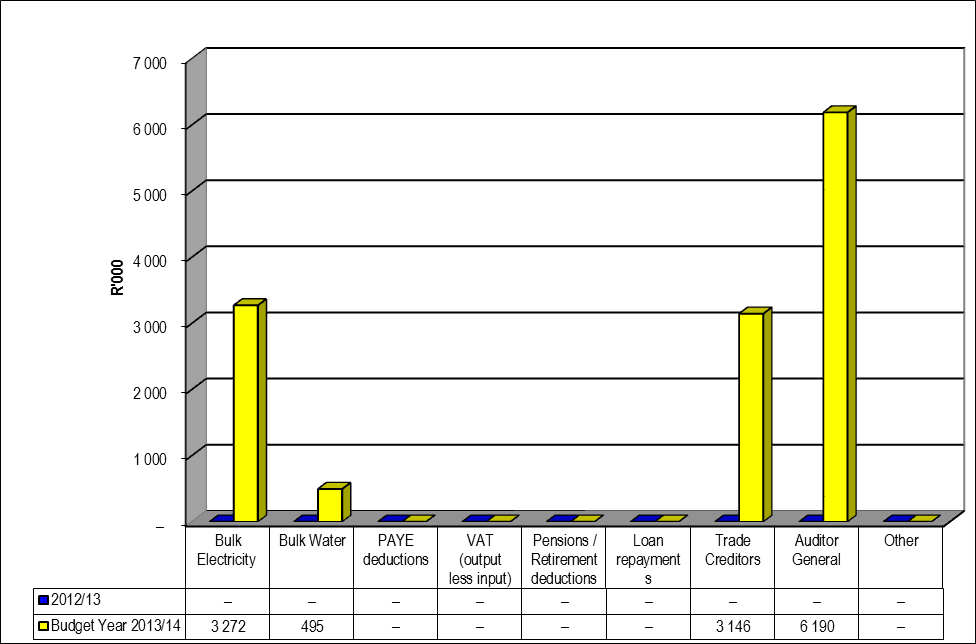 7 000
6 000
5 000
4 000
3 000
2 000
1 000
–
R'000
Bulk Electricity
Bulk Water
PAYE deductions
VAT (output less input)
Pensions / Retirement deductions
Loan repayment s
Trade Creditors
Auditor General
Other
2012/13 – – – – – – – – –
Budget Year 2013/14 3 272 495 – – – – 3 146 6 190 –